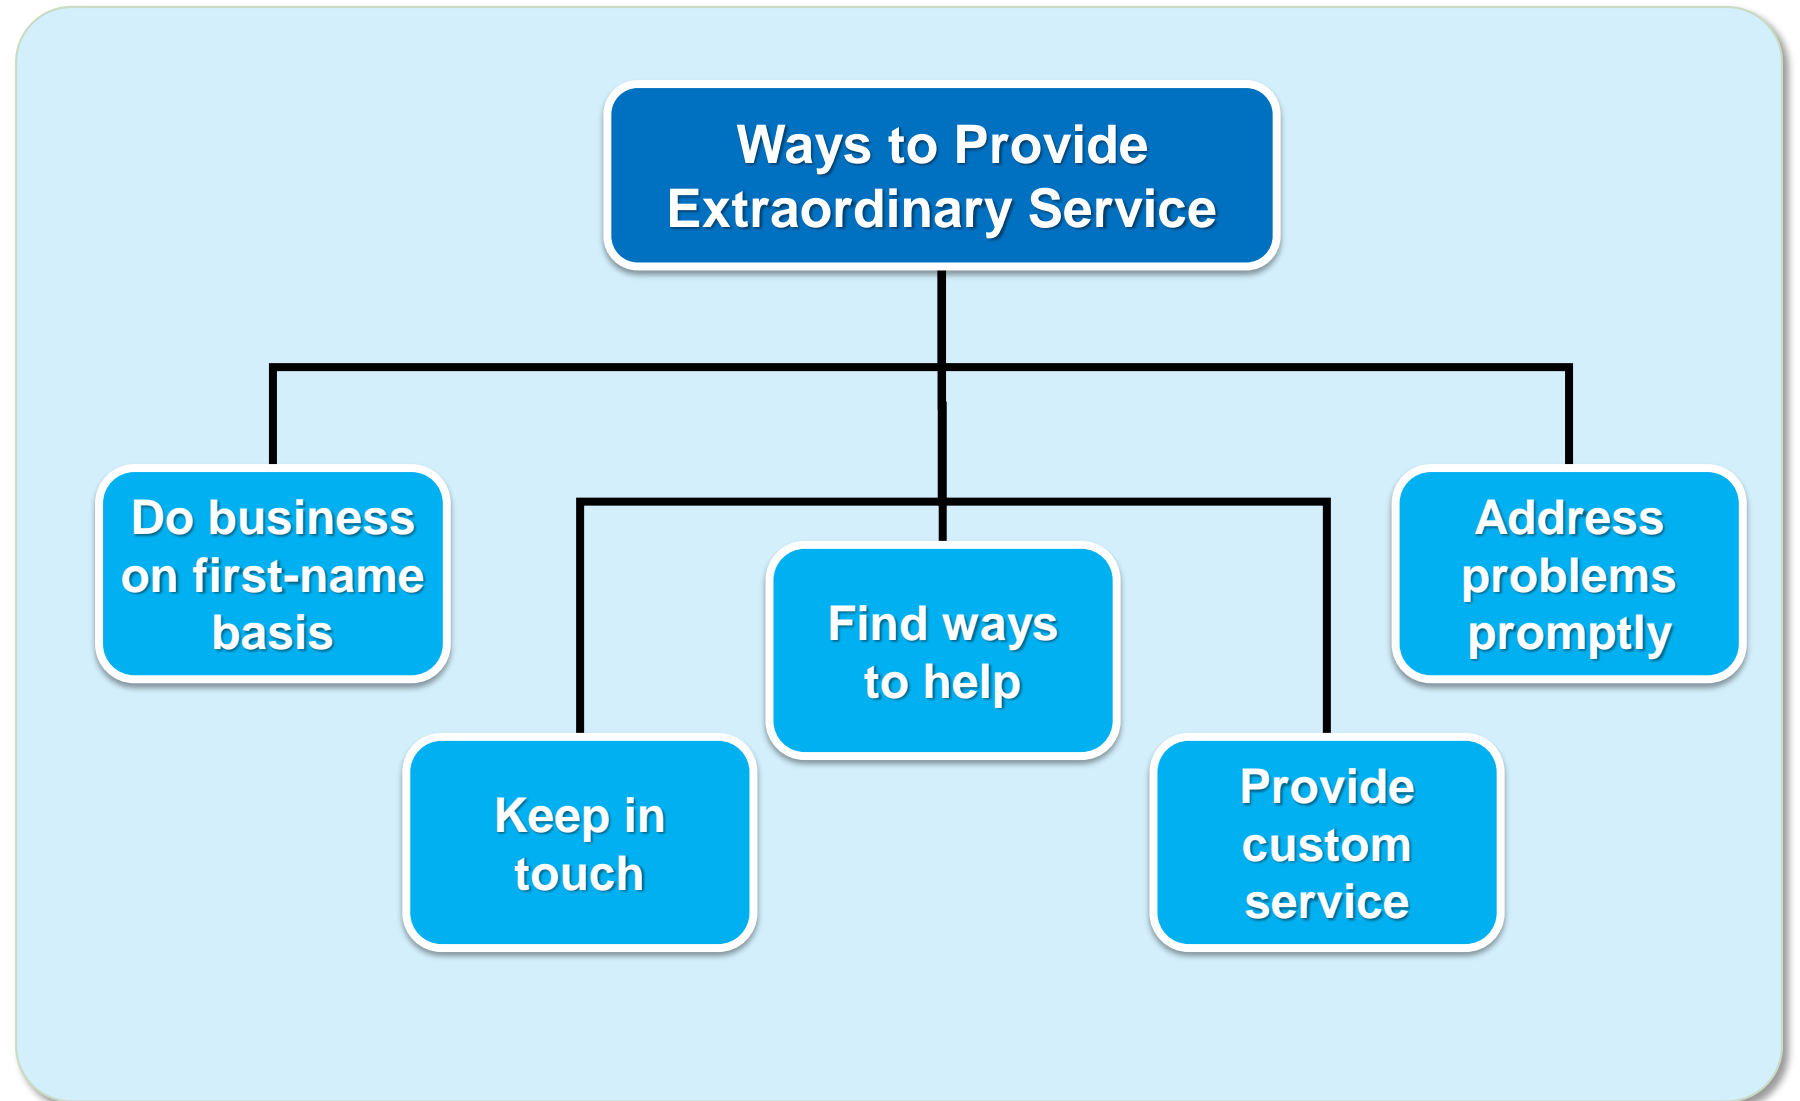 Ways to Provide
Extraordinary Service
Do business
on first-name
basis
Keep in
touch
Find ways
to help
Provide
custom
service
Address
problems
promptly